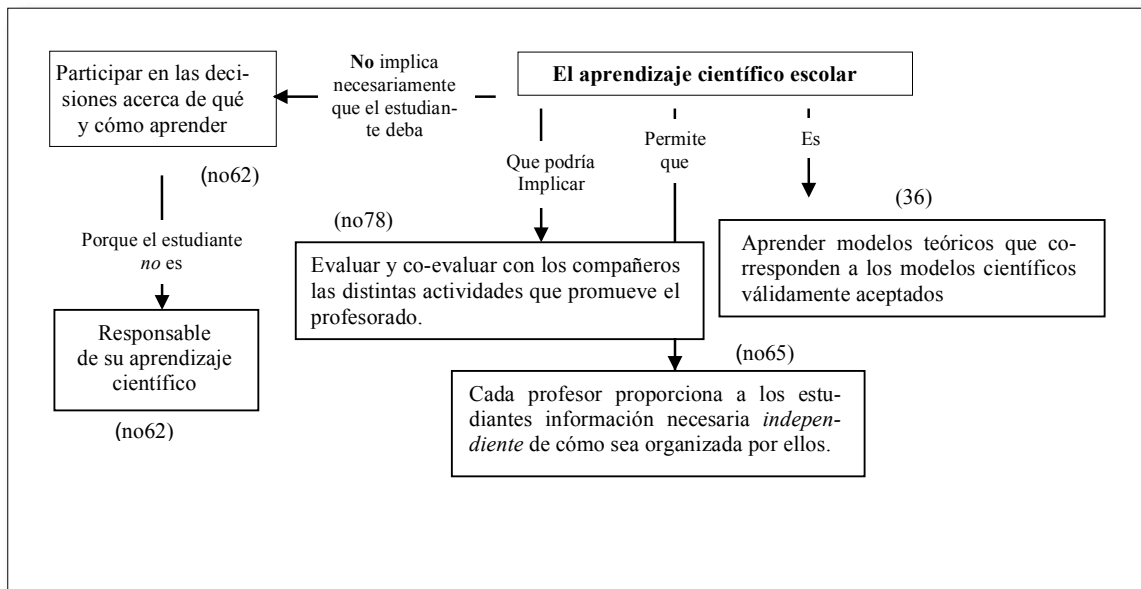 El aprendizaje científico escolar
No implica
necesariamente
que el estudian-
te deba
Participar en las deci-
siones acerca de qué
y cómo aprender
(no62)
Porque el estudiante
no es
Responsable
de su aprendizaje
científico
(no62)
Que podría
Implicar
(no78)
Evaluar y co-evaluar con los compañeros
las distintas actividades que promueve el
profesorado.
Permite
que
(no65)
Cada profesor proporciona a los estu-
diantes información necesaria indepen-
diente de cómo sea organizada por ellos.
Es
(36)
Aprender modelos teóricos que co-
rresponden a los modelos científicos
válidamente aceptados